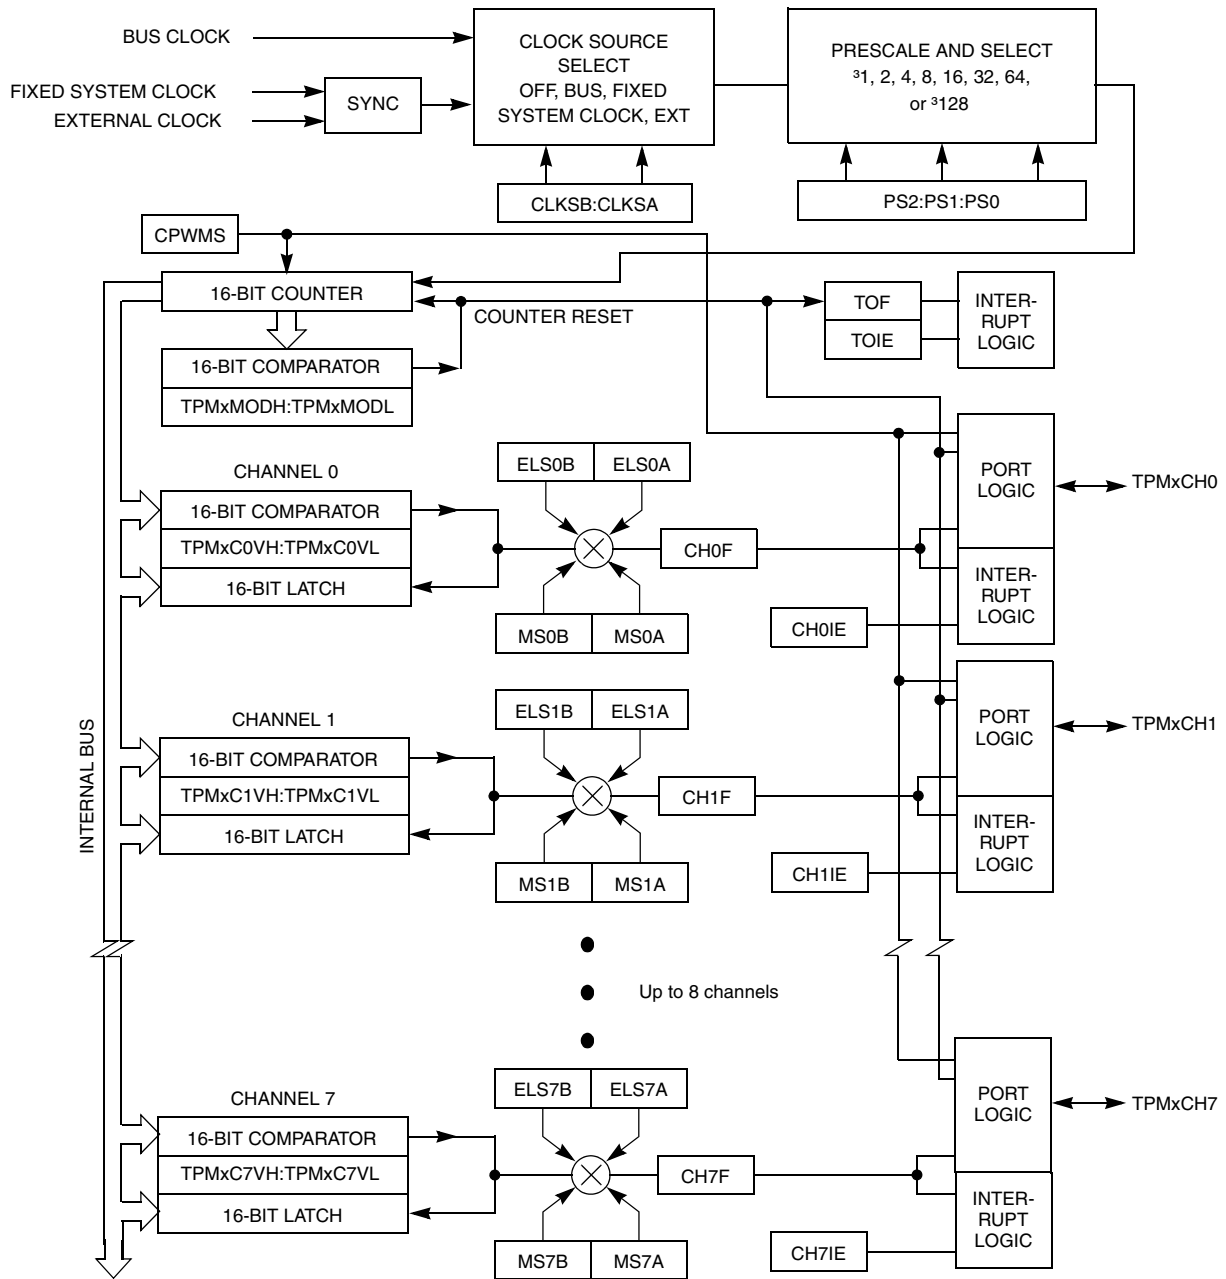 BUS CLOCK
FIXED SYSTEM CLOCK
EXTERNAL CLOCK
SYNC
CLOCK SOURCE
SELECT
OFF, BUS, FIXED
SYSTEM CLOCK, EXT
PRESCALE AND SELECT
³1, 2, 4, 8, 16, 32, 64,
or ³128
CLKSB:CLKSA
PS2:PS1:PS0
CPWMS
16-BIT COUNTER
COUNTER RESET
16-BIT COMPARATOR
TPMxMODH:TPMxMODL
TOF
TOIE
INTER-
RUPT
LOGIC
INTERNAL BUS
CHANNEL 0
16-BIT COMPARATOR
TPMxC0VH:TPMxC0VL
16-BIT LATCH
ELS0B
ELS0A
MS0B
MS0A
CH0F
CH0IE
PORT
LOGIC
INTER-
RUPT
LOGIC
TPMxCH0
CHANNEL 1
16-BIT COMPARATOR
TPMxC1VH:TPMxC1VL
16-BIT LATCH
ELS1B
ELS1A
MS1B
MS1A
CH1F
CH1IE
PORT
LOGIC
INTER-
RUPT
LOGIC
TPMxCH1
Up to 8 channels
CHANNEL 7
16-BIT COMPARATOR
TPMxC7VH:TPMxC7VL
16-BIT LATCH
ELS7B
ELS7A
MS7B
MS7A
CH7F
CH7IE
PORT
LOGIC
INTER-
RUPT
LOGIC
TPMxCH7